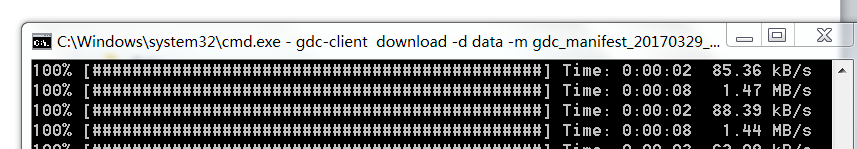 C:\Windows\system32\cmd.exe - gdc-client  download -d data -m gdc_manifest_20170329_...
100% [##############################################] Time: 0:00:02  85.36 kB/s
100% [##############################################] Time: 0:00:08   1.47 MB/s
100% [##############################################] Time: 0:00:02  88.39 kB/s
100% [##############################################] Time: 0:00:08   1.44 MB/s